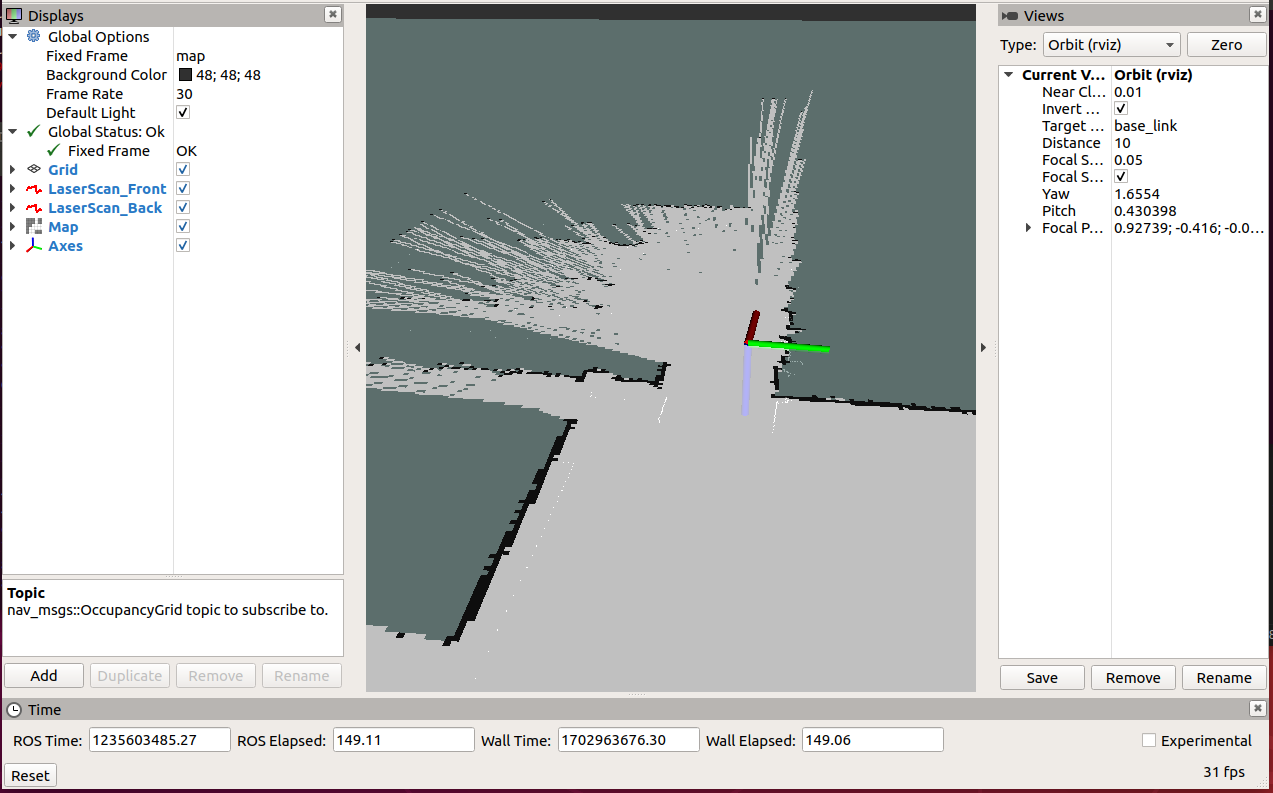 Displays
Global Options
Fixed Frame map
Background Color 48; 48; 48
Frame Rate 30
Default Light
Global Status: Ok
Fixed Frame OK
Grid
LaserScan_Front
LaserScan_Back
Map
Axes
Topic
nav_msgs::OccupancyGrid topic to subscribe to.
Add Duplicate Remove Rename
Views
Type: Orbit (rviz) Zero
Current V... Orbit (rviz)
Near Cl... 0.01
Invert ...
Target ... base_link
Distance 10
Focal S... 0.05
Focal S...
Yaw 1.6554
Pitch 0.430398
Focal P... 0.92739; -0.416; -0.0...
Save Remove Rename
Time
ROS Time: 1235603485.27 ROS Elapsed: 149.11 Wall Time: 1702963676.30 Wall Elapsed: 149.06 Experimental
Reset 31 fps